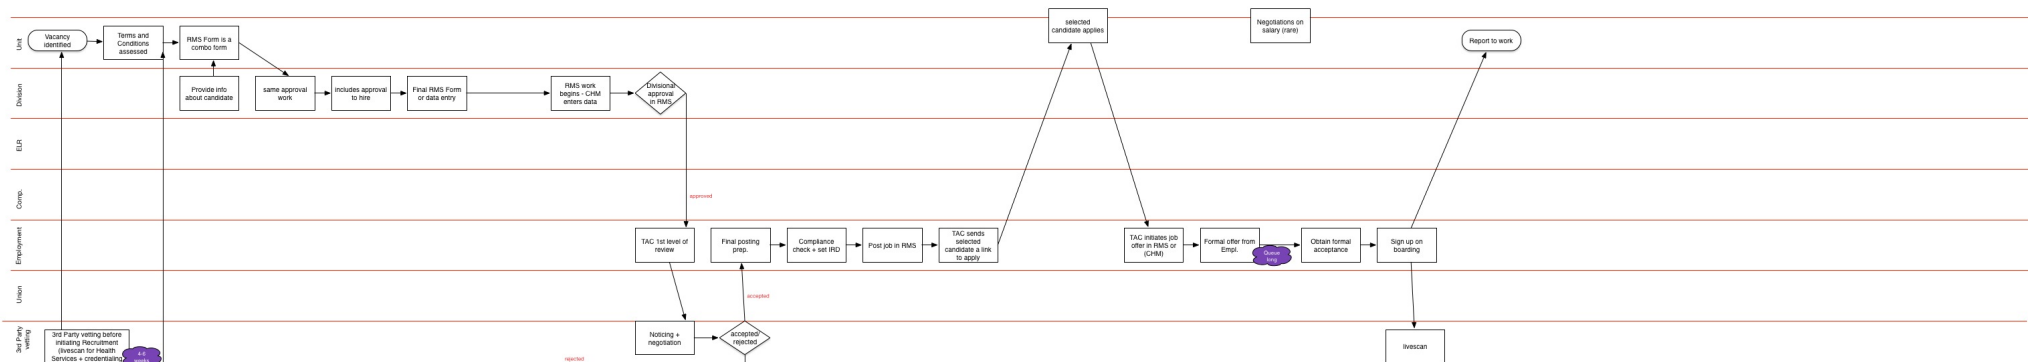 Unit
Vacancy
identified
Terms and
Conditions
assessed
RMS Form is a
combo form
selected
candidate applies
Negotiations on
salary (rare)
Report to work
Division
Provide info
about candidate
same approval
work
includes approval
to hire
Final RMS Form
or data entry
RMS work
begins - CHM
enters data
Divisional
approval
in RMS
ELR
Comp.
approved
Employment
TAC 1st level of
review
Final posting
prep.
Compliance
check + set IRD
Post job in RMS
TAC sends
selected
candidate a link
to apply
TAC initiates job
offer in RMS or
(CHM)
Formal offer from
Empl.
Queue
long
Obtain formal
acceptance
Sign up on
boarding
Union
accepted
3rd Party
vetting
3rd Party vetting before
initiating Recruitment
(livescan for Health
Services + credentialing
4-6
weeks
Noticing +
negotiation
accepted/
rejected
rejected
livescan